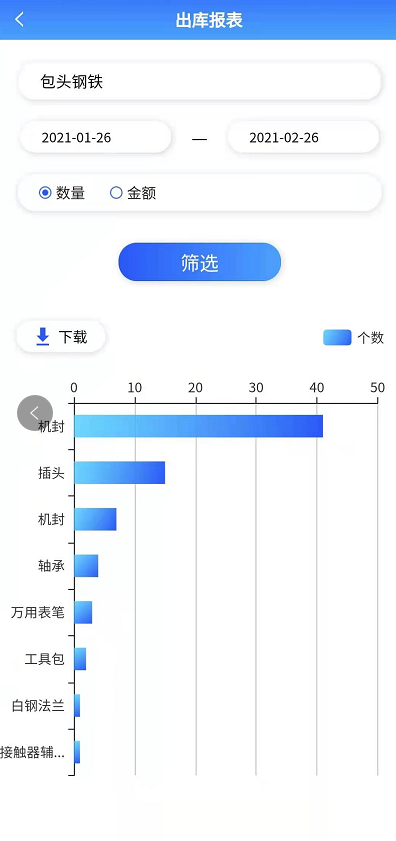 出库报表
包头钢铁
2021-01-26 — 2021-02-26
数量 金额
筛选
下载 个数
0 10 20 30 40 50
机封
插头
机封
轴承
万用表笔
工具包
白钢法兰
接触器辅...